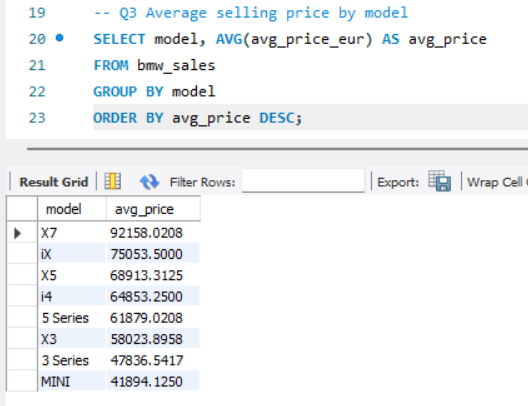 19 -- Q3 Average selling price by model
20 SELECT model, AVG(avg_price_eur) AS avg_price
21 FROM bmw_sales
22 GROUP BY model
23 ORDER BY avg_price DESC;
Result Grid Filter Rows: Export: Wrap Cell
model avg_price
X7 92158.0208
iX 75053.5000
X5 68913.3125
i4 64853.2500
5 Series 61879.0208
X3 58023.8958
3 Series 47836.5417
MINI 41894.1250